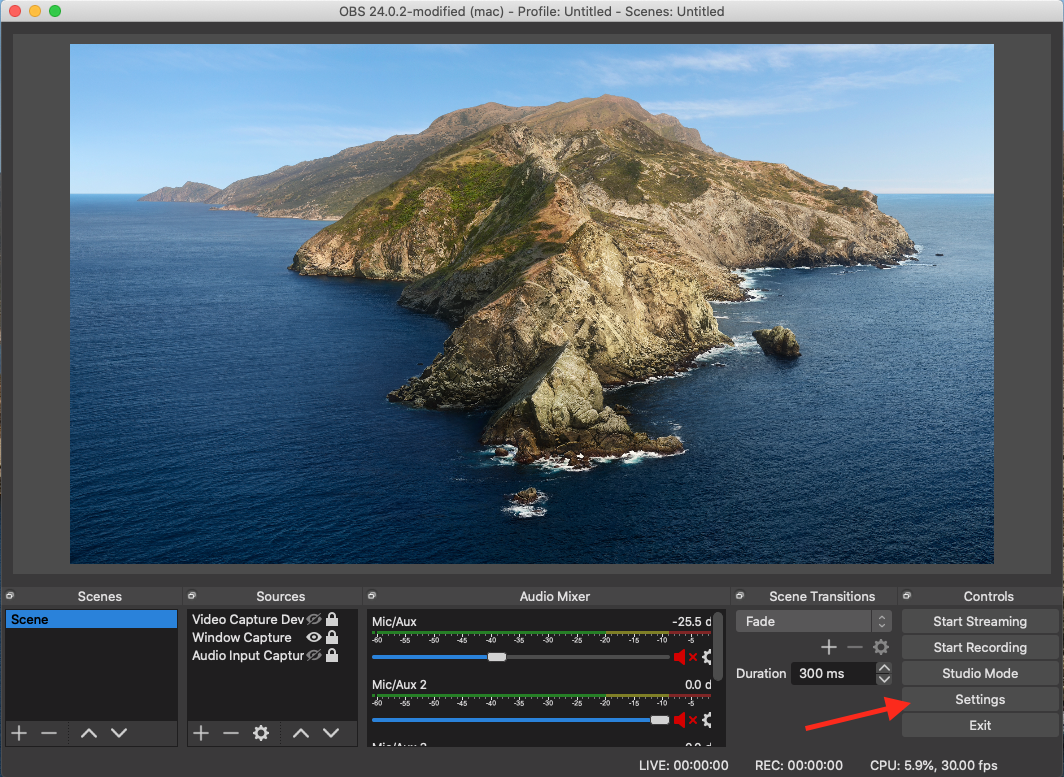 OBS 24.0.2-modified (mac) - Profile: Untitled - Scenes: Untitled
Scenes
Scene
Sources
Video Capture Dev
Window Capture
Audio Input Captur
Audio Mixer
Mic/Aux -25.5 d
-60 -55 -50 -45 -40 -35 -30 -25 -20 -15 -10 -5
Mic/Aux 2 0.0 d
-60 -55 -50 -45 -40 -35 -30 -25 -20 -15 -10 -5
Scene Transitions
Fade
Duration 300 ms
Controls
Start Streaming
Start Recording
Studio Mode
Settings
Exit
LIVE: 00:00:00 REC: 00:00:00 CPU: 5.9%, 30.00 fps